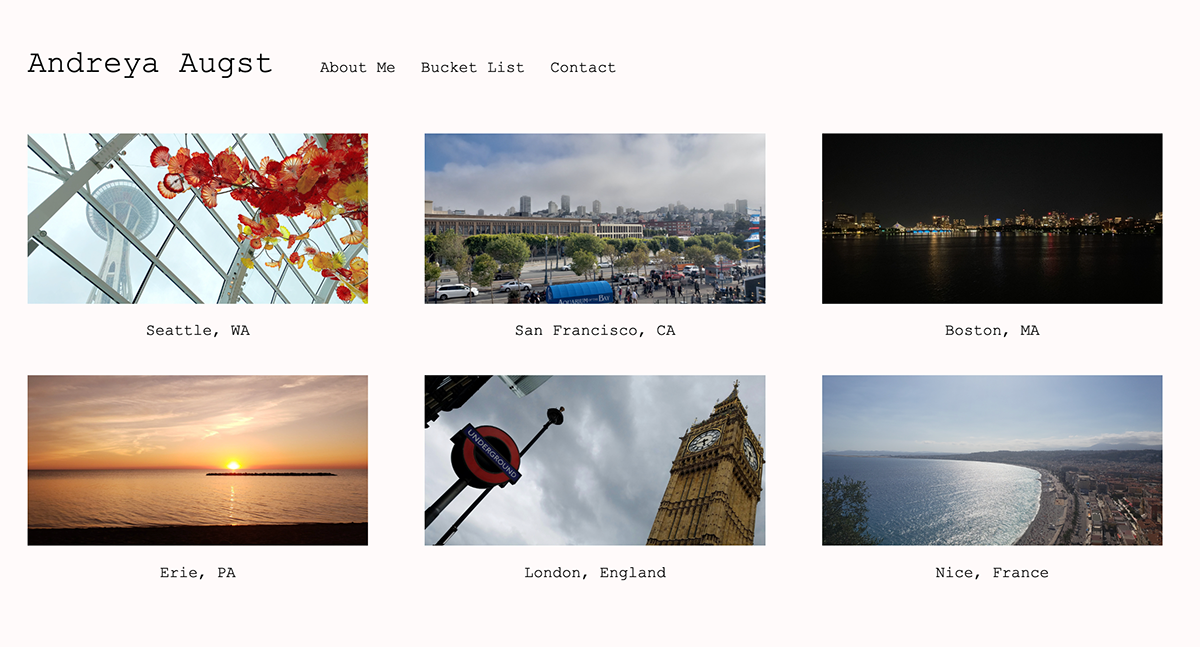 Andreya Augst
About Me
Bucket List
Contact
AQUARIUM OF THE BAY
Seattle, WA
San Francisco, CA
Boston, MA
UNDERGROUND
Erie, PA
London, England
Nice, France